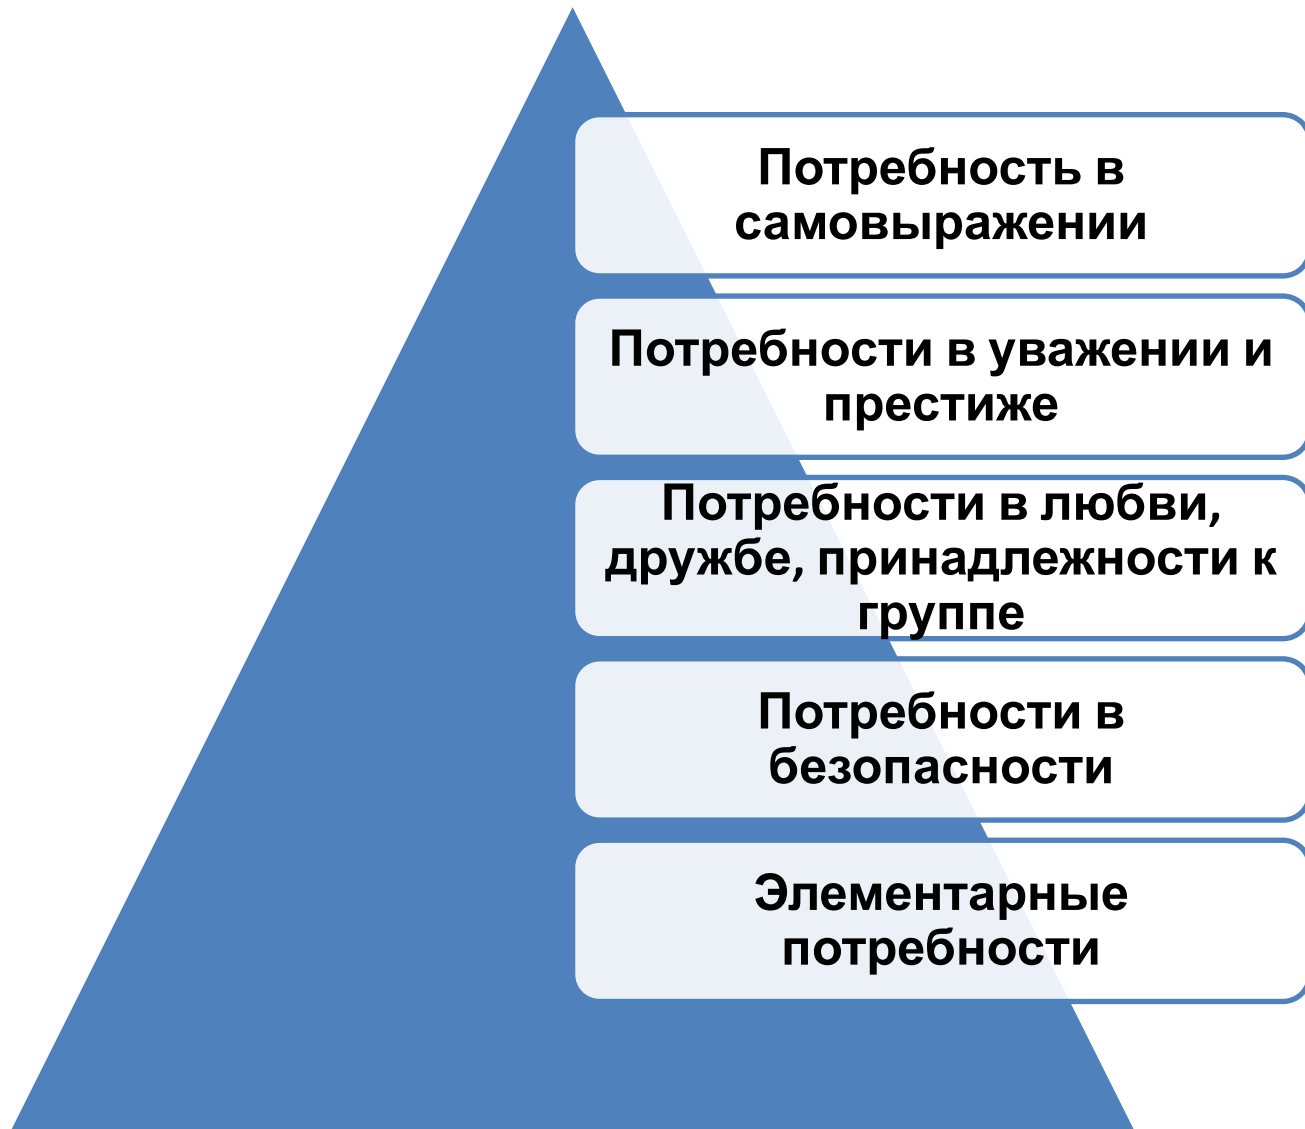 Потребность в
самовыражении
Потребности в уважении и
престиже
Потребности в любви,
дружбе, принадлежности к
группе
Потребности в
безопасности
Элементарные
потребности